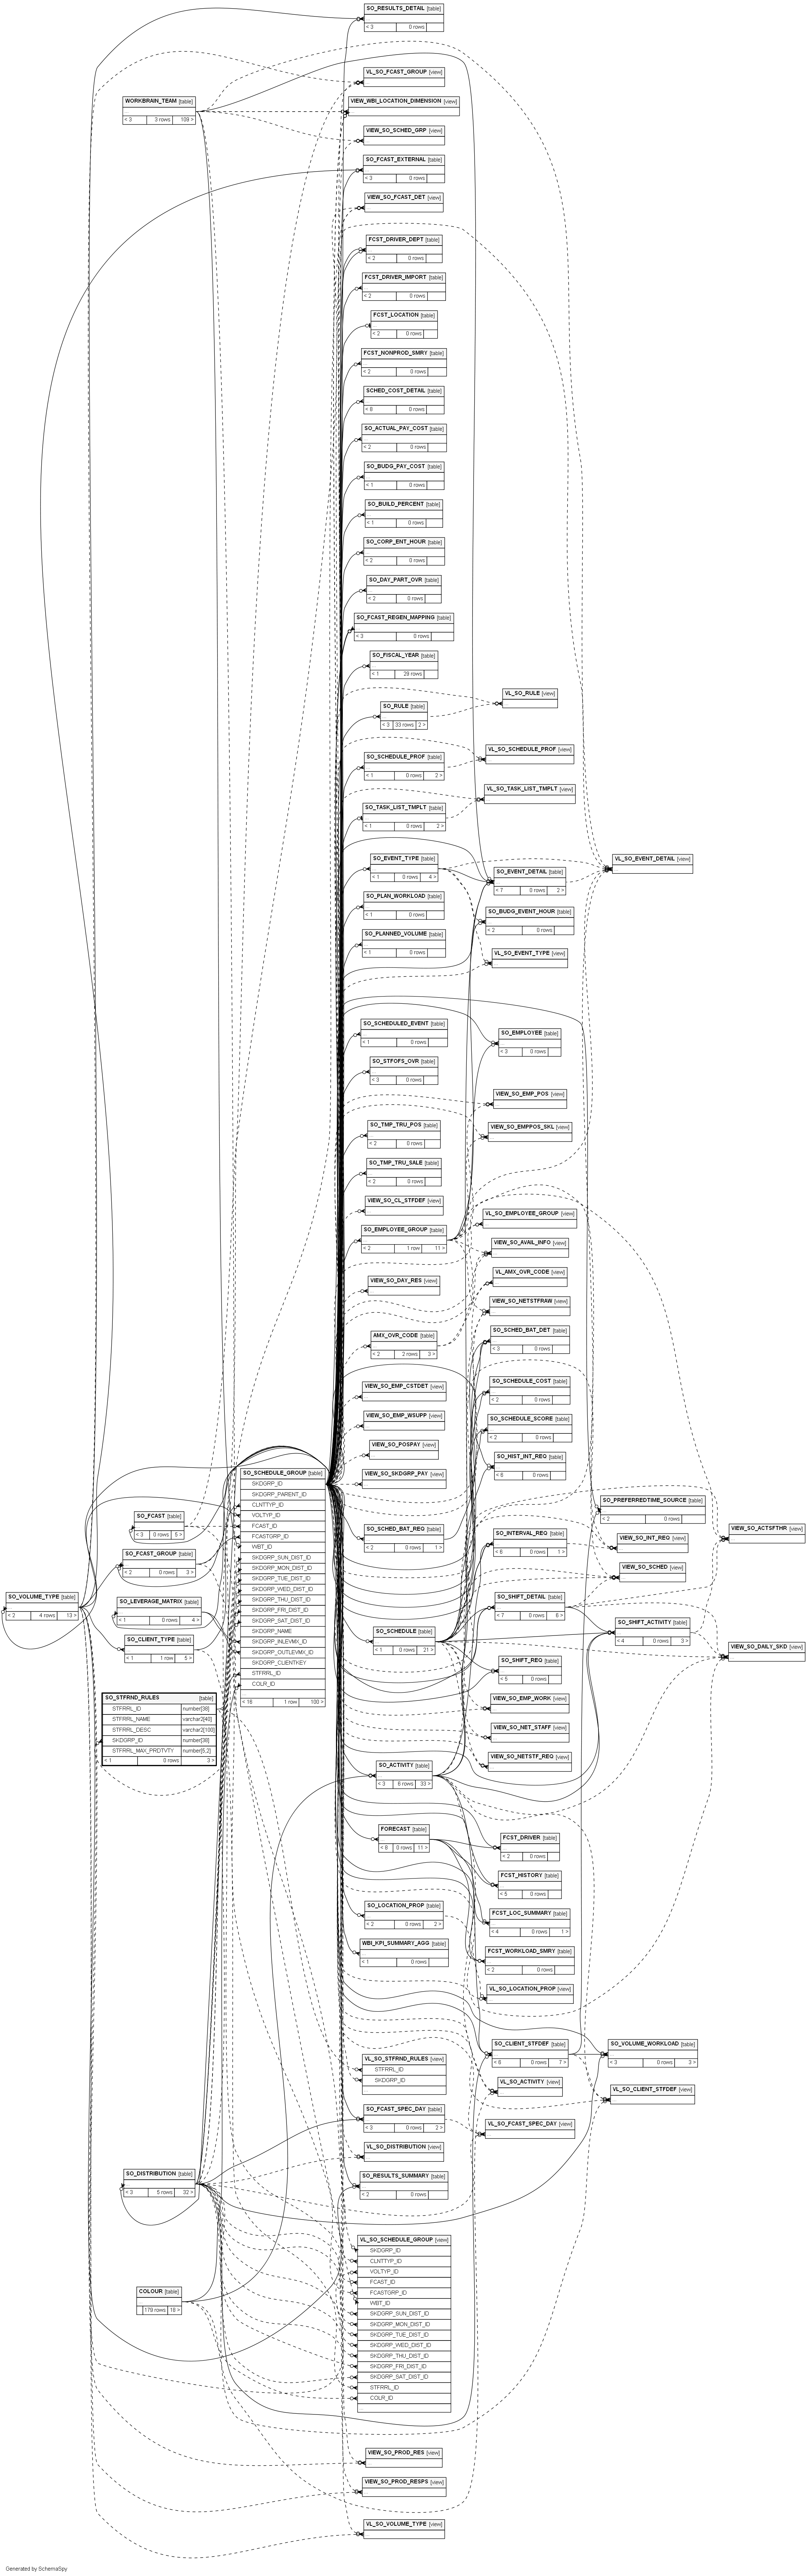 SO_RESULTS_DETAIL [table]
...
< 3 0 rows
VL_SO_FCAST_GROUP [view]
...
WORKBRAIN_TEAM [table]
...
< 3 3 rows 109 >
VIEW_WBI_LOCATION_DIMENSION [view]
...
VIEW_SO_SCHED_GRP [view]
...
SO_FCAST_EXTERNAL [table]
...
< 3 0 rows
VIEW_SO_FCAST_DET [view]
...
FCST_DRIVER_DEPT [table]
...
< 2 0 rows
FCST_DRIVER_IMPORT [table]
...
< 2 0 rows
FCST_LOCATION [table]
...
< 2 0 rows
FCST_NONPROD_SMRY [table]
...
< 2 0 rows
SCHED_COST_DETAIL [table]
...
< 8 0 rows
SO_ACTUAL_PAY_COST [table]
...
< 2 0 rows
SO_BUDG_PAY_COST [table]
...
< 1 0 rows
SO_BUILD_PERCENT [table]
...
< 1 0 rows
SO_CORP_ENT_HOUR [table]
...
< 2 0 rows
SO_DAY_PART_OVR [table]
...
< 2 0 rows
SO_FCAST_REGEN_MAPPING [table]
...
< 3 0 rows
SO_FISCAL_YEAR [table]
...
< 1 29 rows
VL_SO_RULE [view]
...
SO_RULE [table]
...
< 3 33 rows 2 >
VL_SO_SCHEDULE_PROF [view]
...
SO_SCHEDULE_PROF [table]
...
< 1 0 rows 2 >
VL_SO_TASK_LIST_TMPLT [view]
...
SO_TASK_LIST_TMPLT [table]
...
< 1 0 rows 2 >
SO_EVENT_TYPE [table]
...
< 1 0 rows 4 >
VL_SO_EVENT_DETAIL [view]
...
SO_EVENT_DETAIL [table]
...
< 7 0 rows 2 >
SO_PLAN_WORKLOAD [table]
...
< 1 0 rows
SO_BUDG_EVENT_HOUR [table]
...
< 2 0 rows
SO_PLANNED_VOLUME [table]
...
< 1 0 rows
VL_SO_EVENT_TYPE [view]
...
SO_SCHEDULED_EVENT [table]
...
< 1 0 rows
SO_EMPLOYEE [table]
...
< 3 0 rows
SO_STFOFS_OVR [table]
...
< 3 0 rows
VIEW_SO_EMP_POS [view]
...
SO_TMP_TRU_POS [table]
...
< 2 0 rows
VIEW_SO_EMPPOS_SKL [view]
...
SO_TMP_TRU_SALE [table]
...
< 2 0 rows
VIEW_SO_CL_STFDEF [view]
...
VL_SO_EMPLOYEE_GROUP [view]
...
SO_EMPLOYEE_GROUP [table]
...
< 2 1 row 11 >
VIEW_SO_AVAIL_INFO [view]
...
VL_AMX_OVR_CODE [view]
...
VIEW_SO_DAY_RES [view]
...
VIEW_SO_NETSTFRAW [view]
...
AMX_OVR_CODE [table]
...
< 2 2 rows 3 >
SO_SCHED_BAT_DET [table]
...
< 3 0 rows
VIEW_SO_EMP_CSTDET [view]
...
SO_SCHEDULE_COST [table]
...
< 2 0 rows
VIEW_SO_EMP_WSUPP [view]
...
SO_SCHEDULE_SCORE [table]
...
< 2 0 rows
VIEW_SO_POSPAY [view]
...
SO_HIST_INT_REQ [table]
...
< 6 0 rows
VIEW_SO_SKDGRP_PAY [view]
...
SO_SCHEDULE_GROUP [table]
SKDGRP_ID
SKDGRP_PARENT_ID
CLNTTYP_ID
VOLTYP_ID
FCAST_ID
FCASTGRP_ID
WBT_ID
SKDGRP_SUN_DIST_ID
SKDGRP_MON_DIST_ID
SKDGRP_TUE_DIST_ID
SKDGRP_WED_DIST_ID
SKDGRP_THU_DIST_ID
SKDGRP_FRI_DIST_ID
SKDGRP_SAT_DIST_ID
SKDGRP_NAME
SKDGRP_INLEVMX_ID
SKDGRP_OUTLEVMX_ID
SKDGRP_CLIENTKEY
STFRRL_ID
COLR_ID
...
< 16 1 row 100 >
SO_PREFERREDTIME_SOURCE [table]
...
< 2 0 rows
SO_FCAST [table]
...
< 3 0 rows 5 >
SO_SCHED_BAT_REQ [table]
...
< 2 0 rows 1 >
SO_INTERVAL_REQ [table]
...
< 6 0 rows 1 >
VIEW_SO_INT_REQ [view]
...
VIEW_SO_ACTSFTHR [view]
...
SO_FCAST_GROUP [table]
...
< 2 0 rows 3 >
VIEW_SO_SCHED [view]
...
SO_VOLUME_TYPE [table]
...
< 2 4 rows 13 >
SO_LEVERAGE_MATRIX [table]
...
< 1 0 rows 4 >
SO_SHIFT_DETAIL [table]
...
< 7 0 rows 6 >
SO_SHIFT_ACTIVITY [table]
...
< 4 0 rows 3 >
SO_CLIENT_TYPE [table]
...
< 1 1 row 5 >
SO_SCHEDULE [table]
...
< 1 0 rows 21 >
VIEW_SO_DAILY_SKD [view]
...
SO_SHIFT_REQ [table]
...
< 5 0 rows
SO_STFRND_RULES [table]
STFRRL_ID number[38]
STFRRL_NAME varchar2[40]
STFRRL_DESC varchar2[100]
SKDGRP_ID number[38]
STFRRL_MAX_PRDTVTY number[5,2]
< 1 0 rows 3 >
VIEW_SO_EMP_WORK [view]
...
VIEW_SO_NET_STAFF [view]
...
VIEW_SO_NETSTF_REQ [view]
...
SO_ACTIVITY [table]
...
< 3 6 rows 33 >
FORECAST [table]
...
< 6 0 rows 11 >
FCST_DRIVER [table]
...
< 2 0 rows
FCST_HISTORY [table]
...
< 5 0 rows
SO_LOCATION_PROP [table]
...
< 2 0 rows 2 >
FCST_LOC_SUMMARY [table]
...
< 4 0 rows 1 >
WBI_KPI_SUMMARY_AGG [table]
...
< 1 0 rows
FCST_WORKLOAD_SMRY [table]
...
< 2 0 rows
VL_SO_LOCATION_PROP [view]
...
SO_CLIENT_STFDEF [table]
...
< 6 0 rows 7 >
SO_VOLUME_WORKLOAD [table]
...
< 3 0 rows 3 >
VL_SO_STFRND_RULES [view]
STFRRL_ID
SKDGRP_ID
...
VL_SO_ACTIVITY [view]
...
VL_SO_CLIENT_STFDEF [view]
...
SO_FCAST_SPEC_DAY [table]
...
< 3 0 rows 2 >
VL_SO_FCAST_SPEC_DAY [view]
...
VL_SO_DISTRIBUTION [view]
...
SO_DISTRIBUTION [table]
...
< 3 5 rows 32 >
SO_RESULTS_SUMMARY [table]
...
< 2 0 rows
VL_SO_SCHEDULE_GROUP [view]
SKDGRP_ID
CLNTTYP_ID
VOLTYP_ID
FCAST_ID
FCASTGRP_ID
WBT_ID
SKDGRP_SUN_DIST_ID
SKDGRP_MON_DIST_ID
SKDGRP_TUE_DIST_ID
SKDGRP_WED_DIST_ID
SKDGRP_THU_DIST_ID
SKDGRP_FRI_DIST_ID
SKDGRP_SAT_DIST_ID
STFRRL_ID
COLR_ID
...
COLOUR [table]
...
179 rows 18 >
VIEW_SO_PROD_RES [view]
...
VIEW_SO_PROD_RESPS [view]
...
VL_SO_VOLUME_TYPE [view]
...
Generated by SchemaSpy